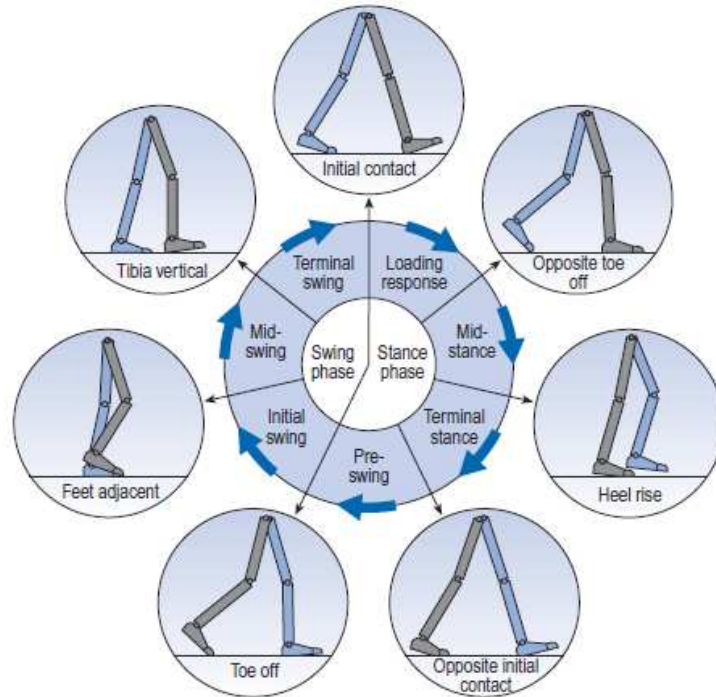 Initial contact
Tibia vertical
Opposite toe
off
Terminal
swing
Loading
response
Mid-
swing
Swing
phase
Stance
phase
Mid-
stance
Initial
swing
Terminal
stance
Pre-
swing
Feet adjacent
Heel rise
Toe off
Opposite initial
contact